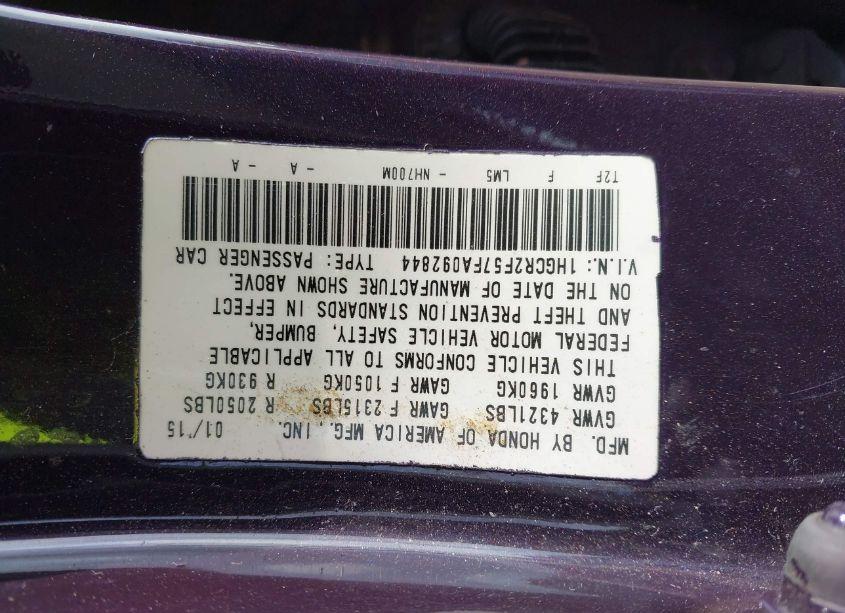 MFD. BY HONDA OF AMERICA MFG., INC. 01/15
GVWR 4321LBS GAWR F 2315LBS R 2050LBS
GVWR 1960KG GAWR F 1050KG R 930KG
THIS VEHICLE CONFORMS TO ALL APPLICABLE
FEDERAL MOTOR VEHICLE SAFETY, BUMPER,
AND THEFT PREVENTION STANDARDS IN EFFECT
ON THE DATE OF MANUFACTURE SHOWN ABOVE.
V.I.N.: 1HGCR2F57FA092844 TYPE: PASSENGER CAR
T2F F LM5 - NH700M - A - A